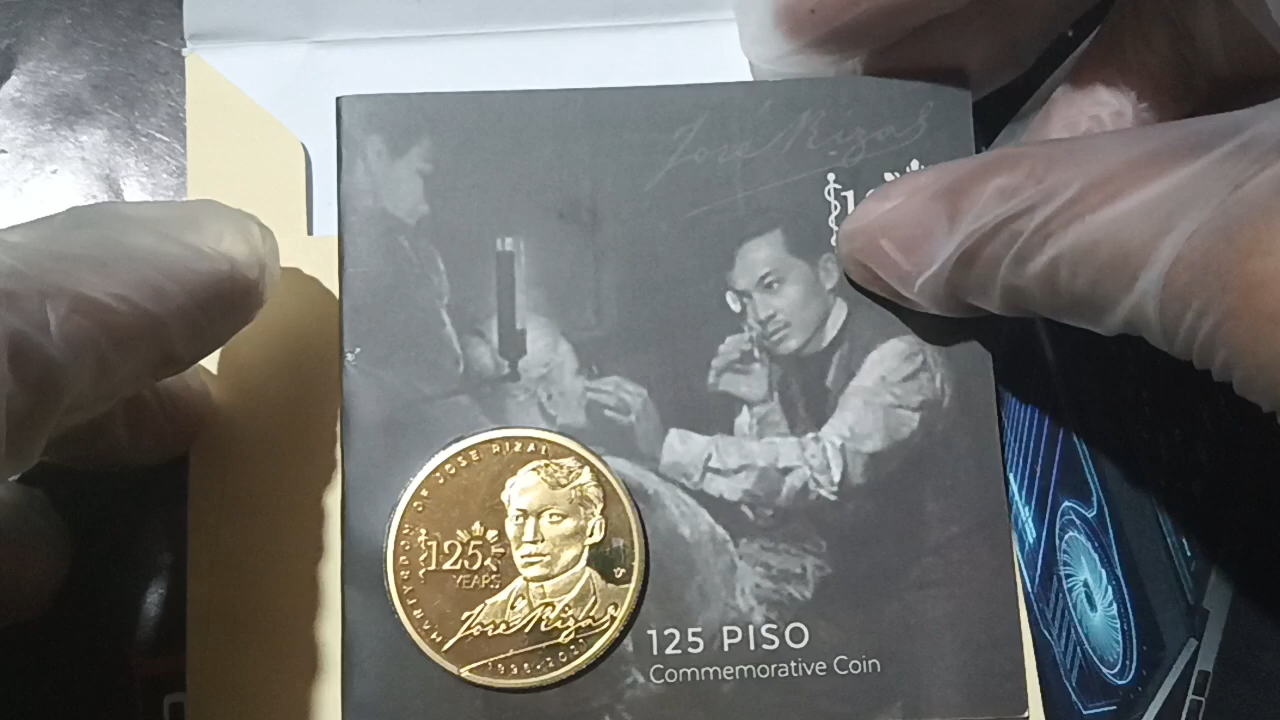 Jose Rizal
MARTYRDOM OF JOSE RIZAL
125
YEARS
Jose Rizal
1896-2021
125 PISO
Commemorative Coin